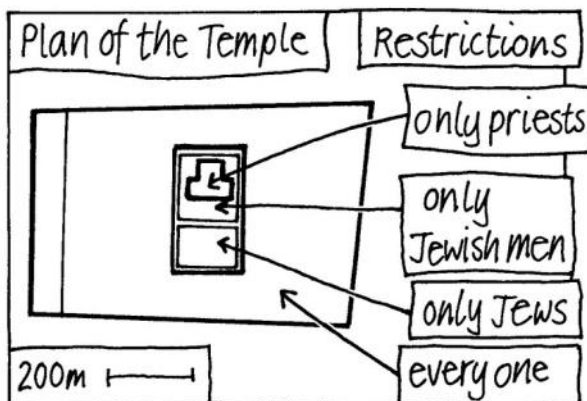 Plan of the Temple
Restrictions
only priests
only
Jewish men
only Jews
every one
200m